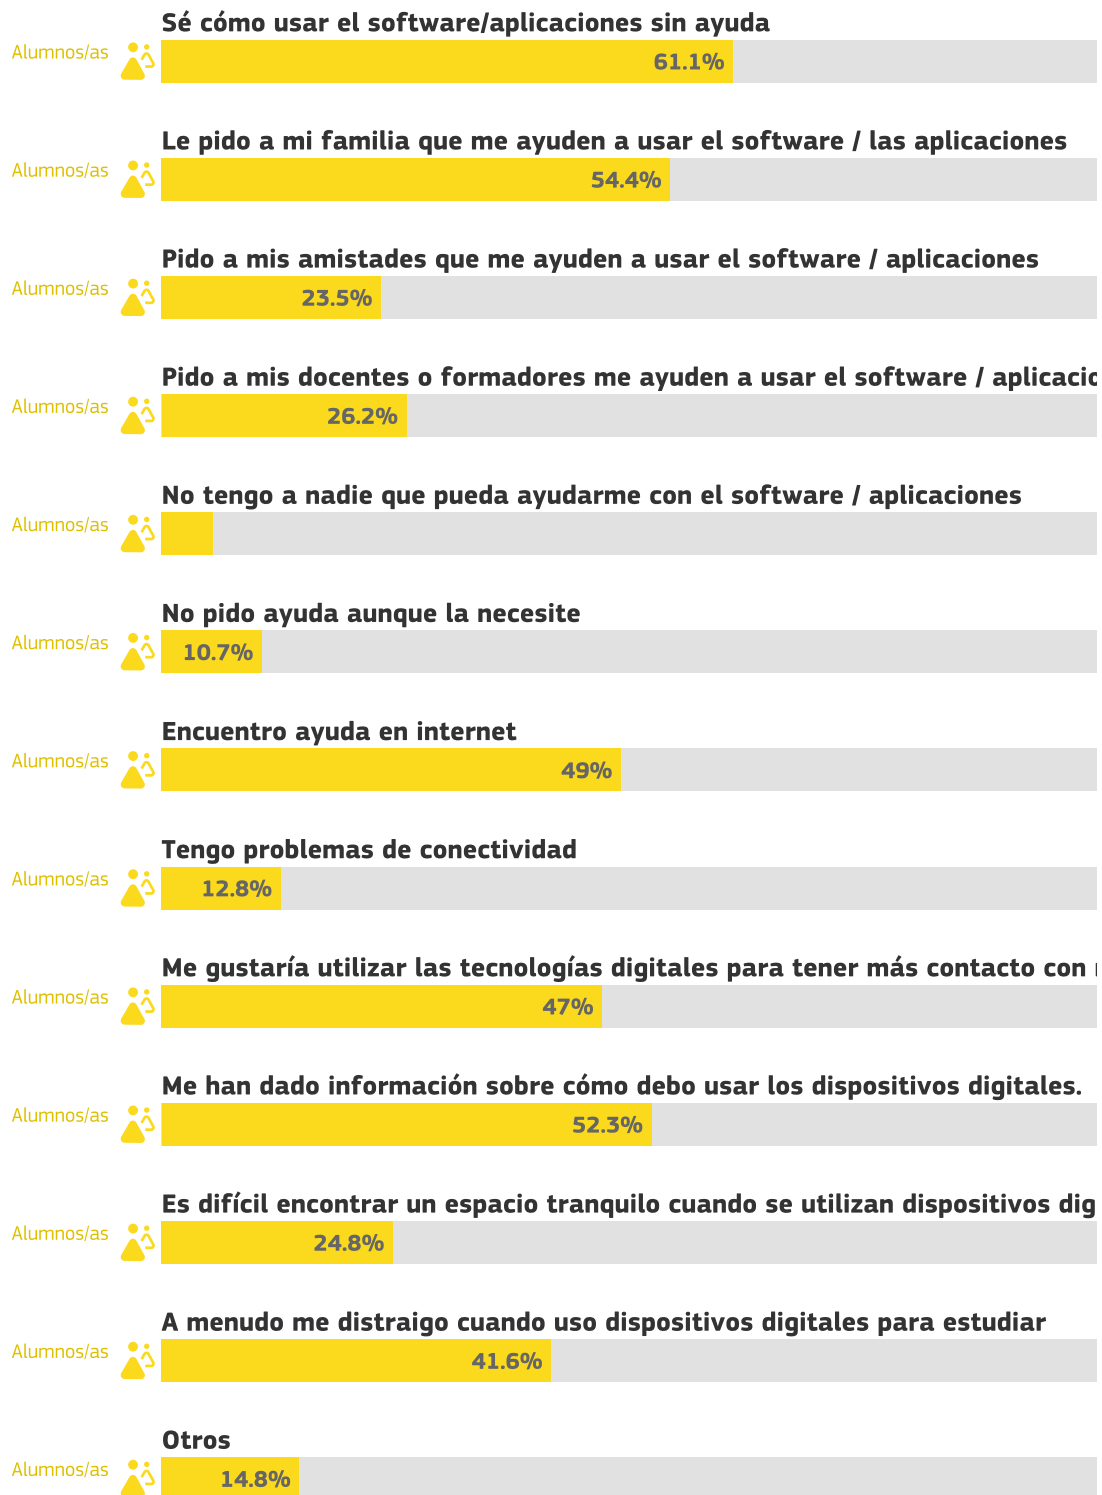 Sé cómo usar el software/aplicaciones sin ayuda
Alumnos/as
61.1%
Le pido a mi familia que me ayuden a usar el software / las aplicaciones
Alumnos/as
54.4%
Pido a mis amistades que me ayuden a usar el software / aplicaciones
Alumnos/as
23.5%
Pido a mis docentes o formadores me ayuden a usar el software / aplicacio
Alumnos/as
26.2%
No tengo a nadie que pueda ayudarme con el software / aplicaciones
Alumnos/as
No pido ayuda aunque la necesite
Alumnos/as
10.7%
Encuentro ayuda en internet
Alumnos/as
49%
Tengo problemas de conectividad
Alumnos/as
12.8%
Me gustaría utilizar las tecnologías digitales para tener más contacto con
Alumnos/as
47%
Me han dado información sobre cómo debo usar los dispositivos digitales.
Alumnos/as
52.3%
Es difícil encontrar un espacio tranquilo cuando se utilizan dispositivos dig
Alumnos/as
24.8%
A menudo me distraigo cuando uso dispositivos digitales para estudiar
Alumnos/as
41.6%
Otros
Alumnos/as
14.8%